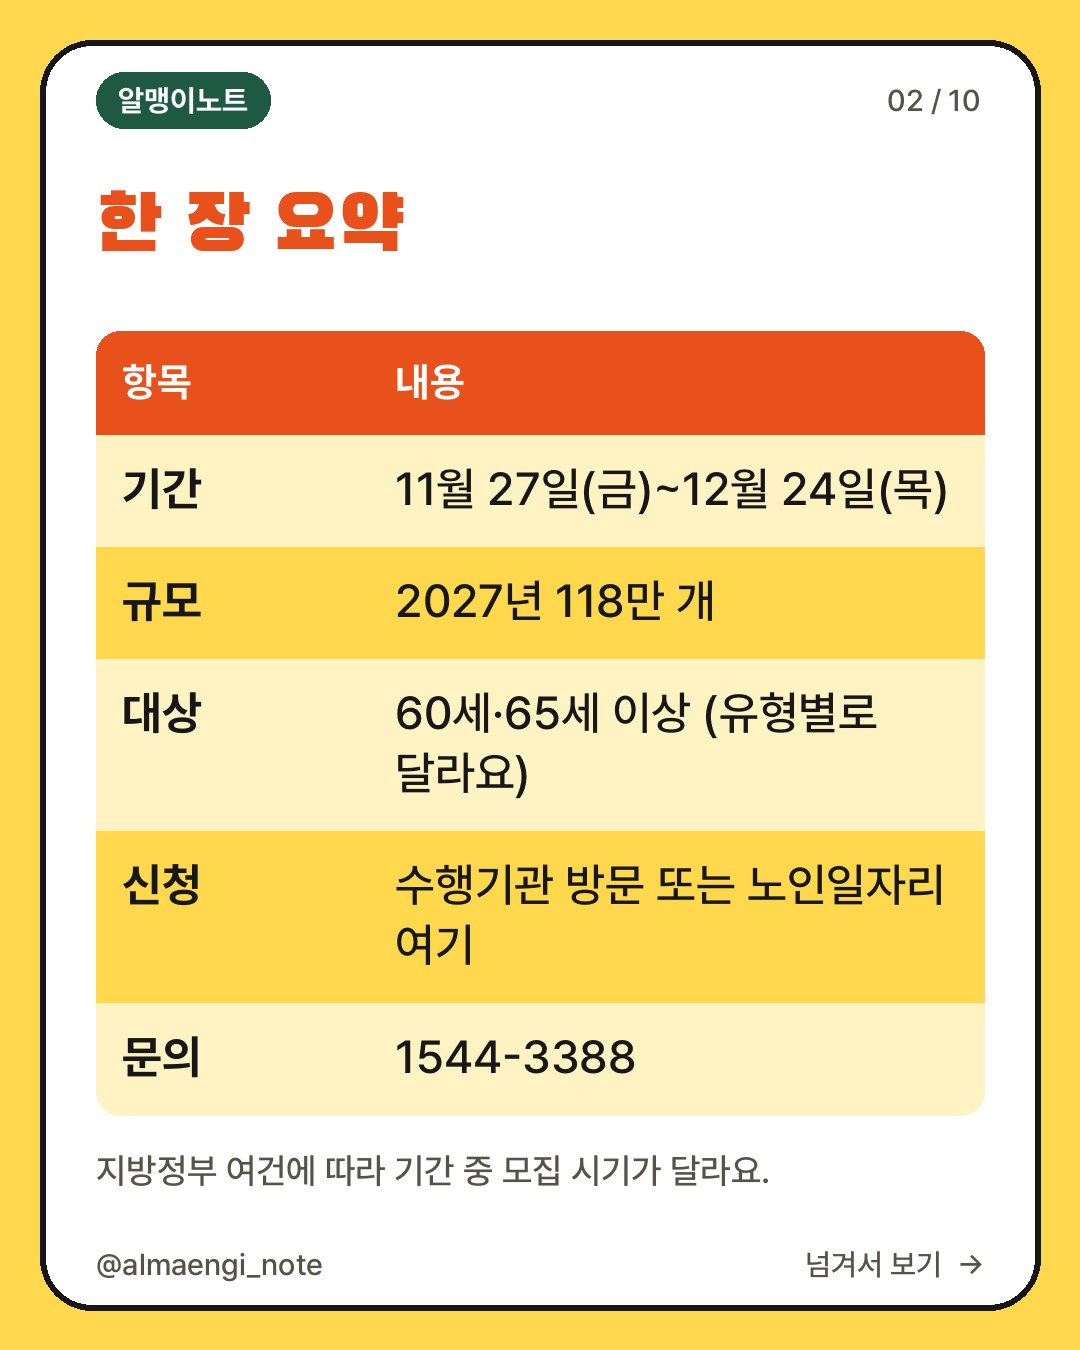 알맹이노트
02 / 10
한 장 요약
항목 내용
기간 11월 27일(금)~12월 24일(목)
규모 2027년 118만 개
대상 60세·65세 이상 (유형별로
달라요)
신청 수행기관 방문 또는 노인일자리
여기
문의 1544-3388
지방정부 여건에 따라 기간 중 모집 시기가 달라요.
@almaengi_note
넘겨서 보기 →